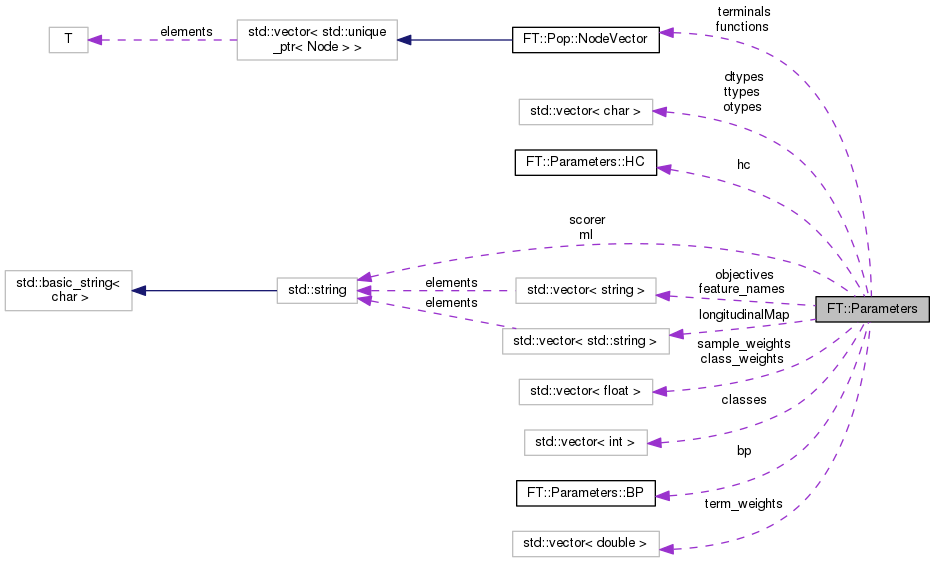 terminals
functions
elements
T
std::vector< std::unique
_ptr< Node > >
FT::Pop::NodeVector
dtypes
ttypes
otypes
std::vector< char >
FT::Parameters::HC
hc
scorer
ml
std::basic_string<
char >
std::string
elements
elements
std::vector< string >
objectives
feature_names
FT::Parameters
longitudinalMap
std::vector< std::string >
sample_weights
class_weights
std::vector< float >
classes
std::vector< int >
bp
FT::Parameters::BP
term_weights
std::vector< double >